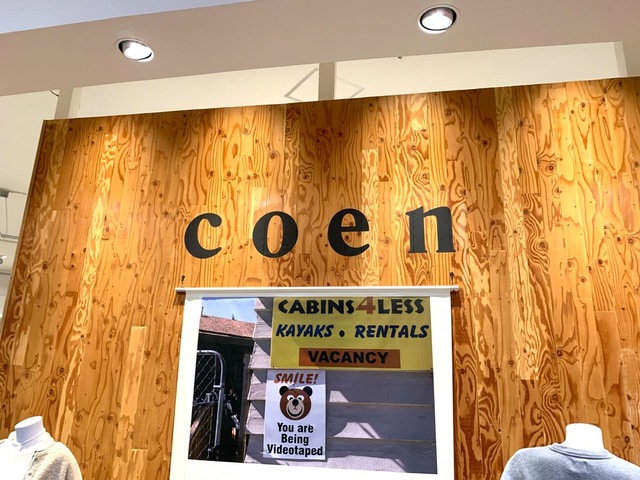 coen
CABINS4LESS
KAYAKS • RENTALS
VACANCY
SMILE!
You are
Being
Videotaped